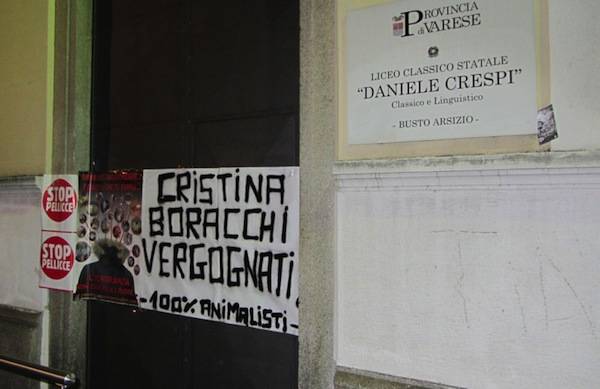 PROVINCIA
di VARESE
LICEO CLASSICO STATALE
"DANIELE CRESPI"
Classico e Linguistico
- BUSTO ARSIZIO -
STOP
PELLICCE
STOP
PELLICCE
CRISTINA
BORACCHI
VERGOGNATI
-100% ANIMALISTI-